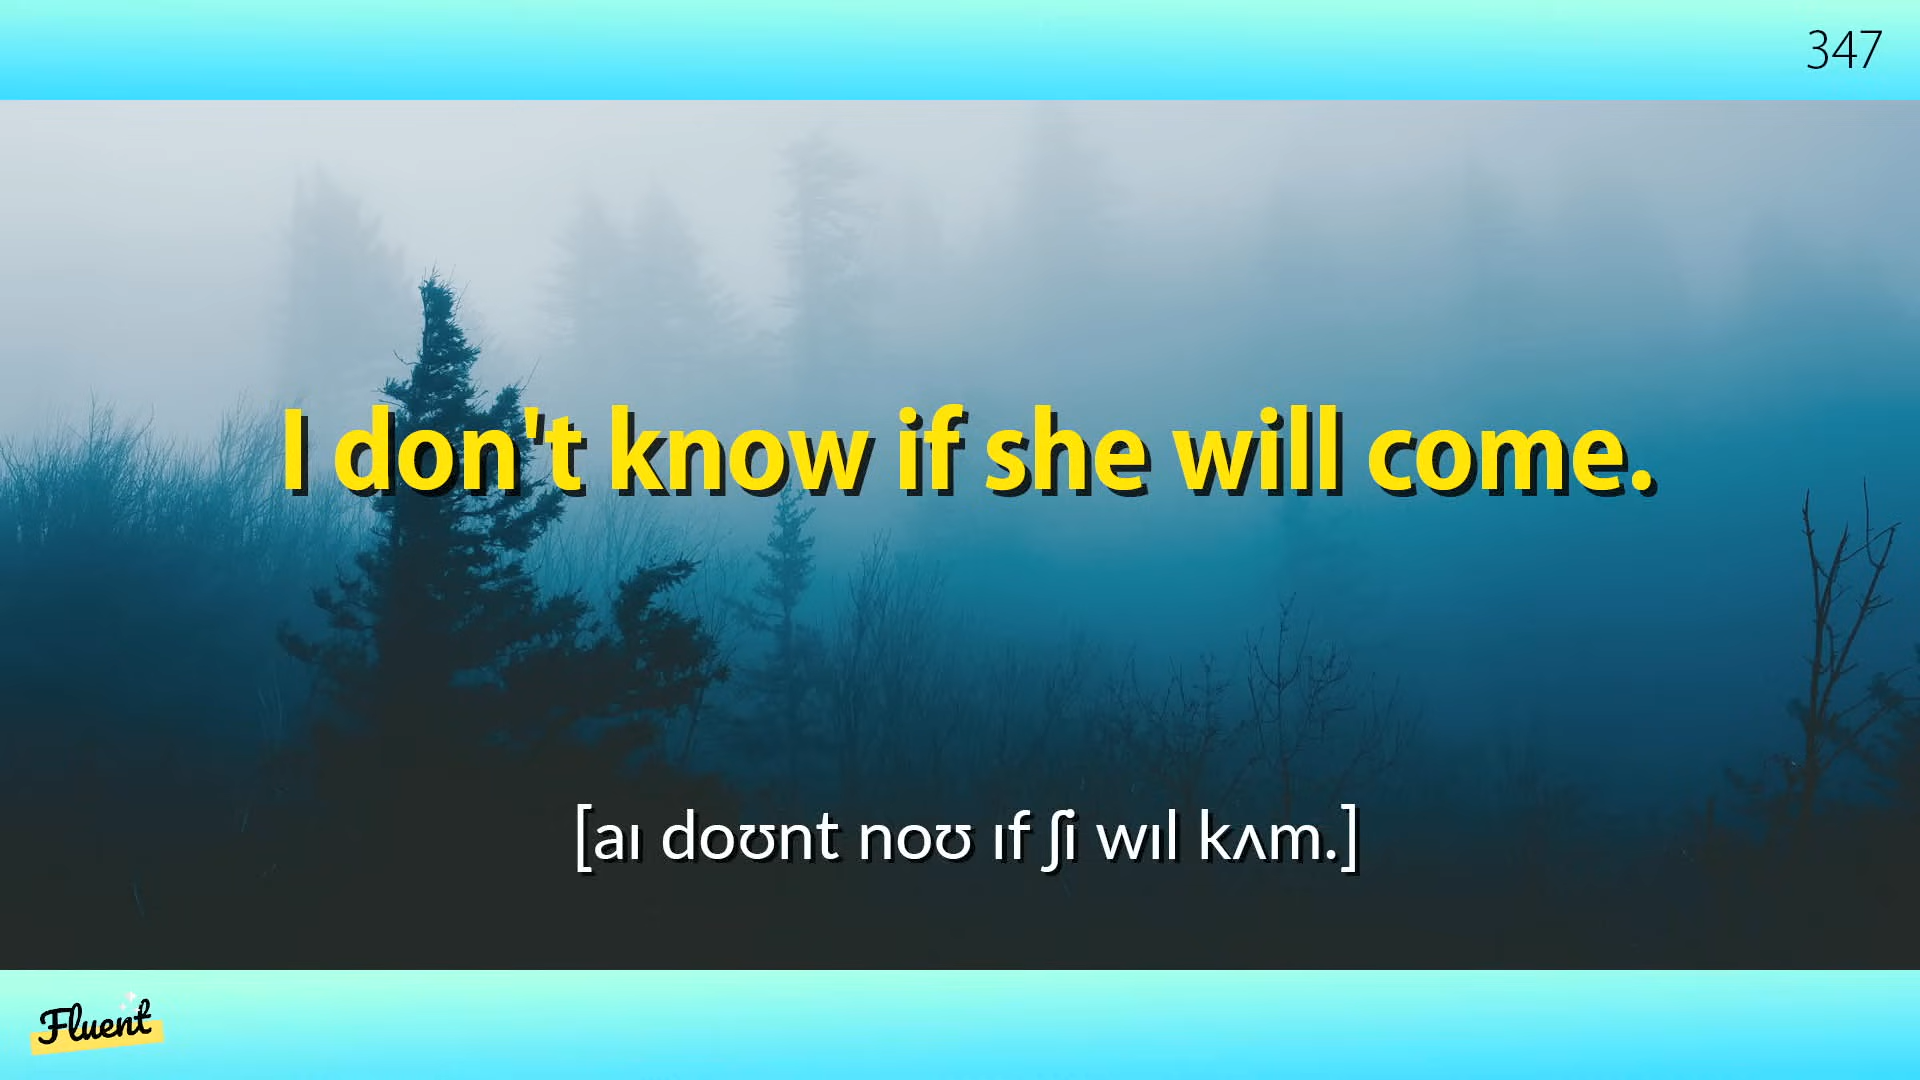 347
I don't know if she will come.
[aɪ doʊnt noʊ ɪf ʃi wɪl kʌm.]
Fluent